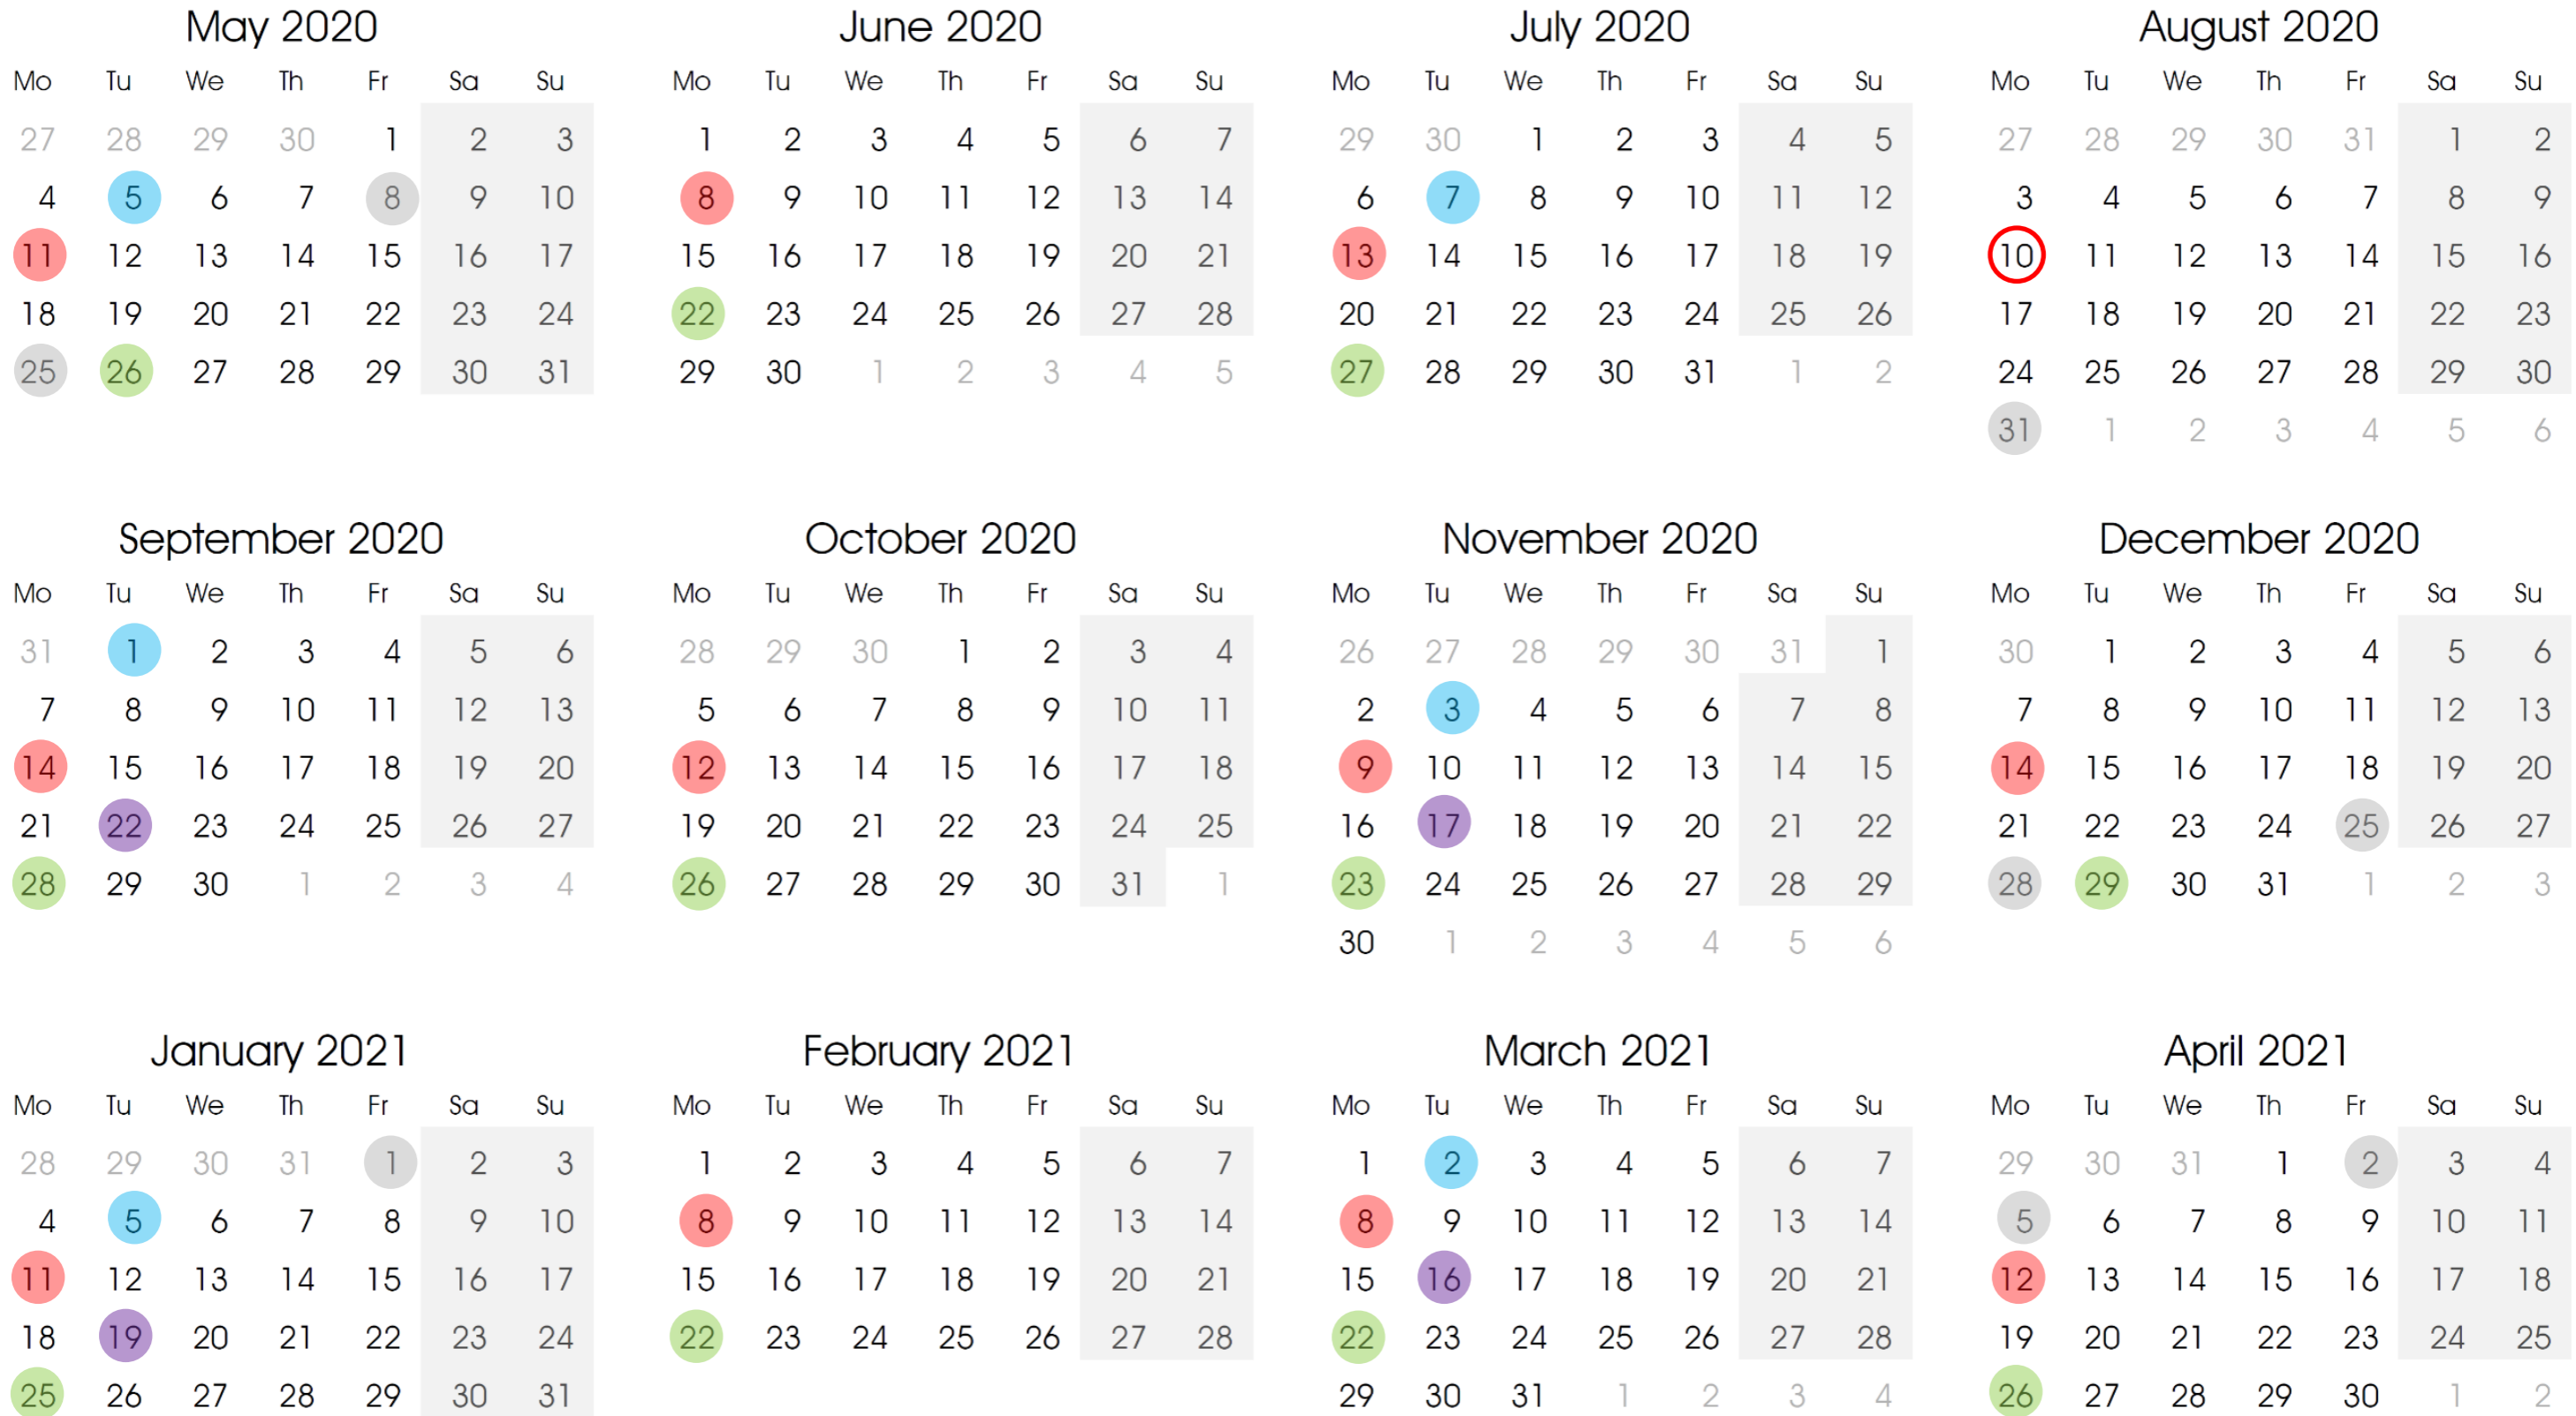 May 2020
Mo Tu We Th Fr Sa Su
27 28 29 30 1 2 3
4 5 6 7 8 9 10
11 12 13 14 15 16 17
18 19 20 21 22 23 24
25 26 27 28 29 30 31
June 2020
Mo Tu We Th Fr Sa Su
1 2 3 4 5 6 7
8 9 10 11 12 13 14
15 16 17 18 19 20 21
22 23 24 25 26 27 28
29 30 1 2 3 4 5
July 2020
Mo Tu We Th Fr Sa Su
29 30 1 2 3 4 5
6 7 8 9 10 11 12
13 14 15 16 17 18 19
20 21 22 23 24 25 26
27 28 29 30 31 1 2
August 2020
Mo Tu We Th Fr Sa Su
27 28 29 30 31 1 2
3 4 5 6 7 8 9
10 11 12 13 14 15 16
17 18 19 20 21 22 23
24 25 26 27 28 29 30
31 1 2 3 4 5 6
September 2020
Mo Tu We Th Fr Sa Su
31 1 2 3 4 5 6
7 8 9 10 11 12 13
14 15 16 17 18 19 20
21 22 23 24 25 26 27
28 29 30 1 2 3 4
October 2020
Mo Tu We Th Fr Sa Su
28 29 30 1 2 3 4
5 6 7 8 9 10 11
12 13 14 15 16 17 18
19 20 21 22 23 24 25
26 27 28 29 30 31 1
November 2020
Mo Tu We Th Fr Sa Su
26 27 28 29 30 31 1
2 3 4 5 6 7 8
9 10 11 12 13 14 15
16 17 18 19 20 21 22
23 24 25 26 27 28 29
30 1 2 3 4 5 6
December 2020
Mo Tu We Th Fr Sa Su
30 1 2 3 4 5 6
7 8 9 10 11 12 13
14 15 16 17 18 19 20
21 22 23 24 25 26 27
28 29 30 31 1 2 3
January 2021
Mo Tu We Th Fr Sa Su
28 29 30 31 1 2 3
4 5 6 7 8 9 10
11 12 13 14 15 16 17
18 19 20 21 22 23 24
25 26 27 28 29 30 31
February 2021
Mo Tu We Th Fr Sa Su
1 2 3 4 5 6 7
8 9 10 11 12 13 14
15 16 17 18 19 20 21
22 23 24 25 26 27 28
March 2021
Mo Tu We Th Fr Sa Su
1 2 3 4 5 6 7
8 9 10 11 12 13 14
15 16 17 18 19 20 21
22 23 24 25 26 27 28
29 30 31 1 2 3 4
April 2021
Mo Tu We Th Fr Sa Su
29 30 31 1 2 3 4
5 6 7 8 9 10 11
12 13 14 15 16 17 18
19 20 21 22 23 24 25
26 27 28 29 30 1 2